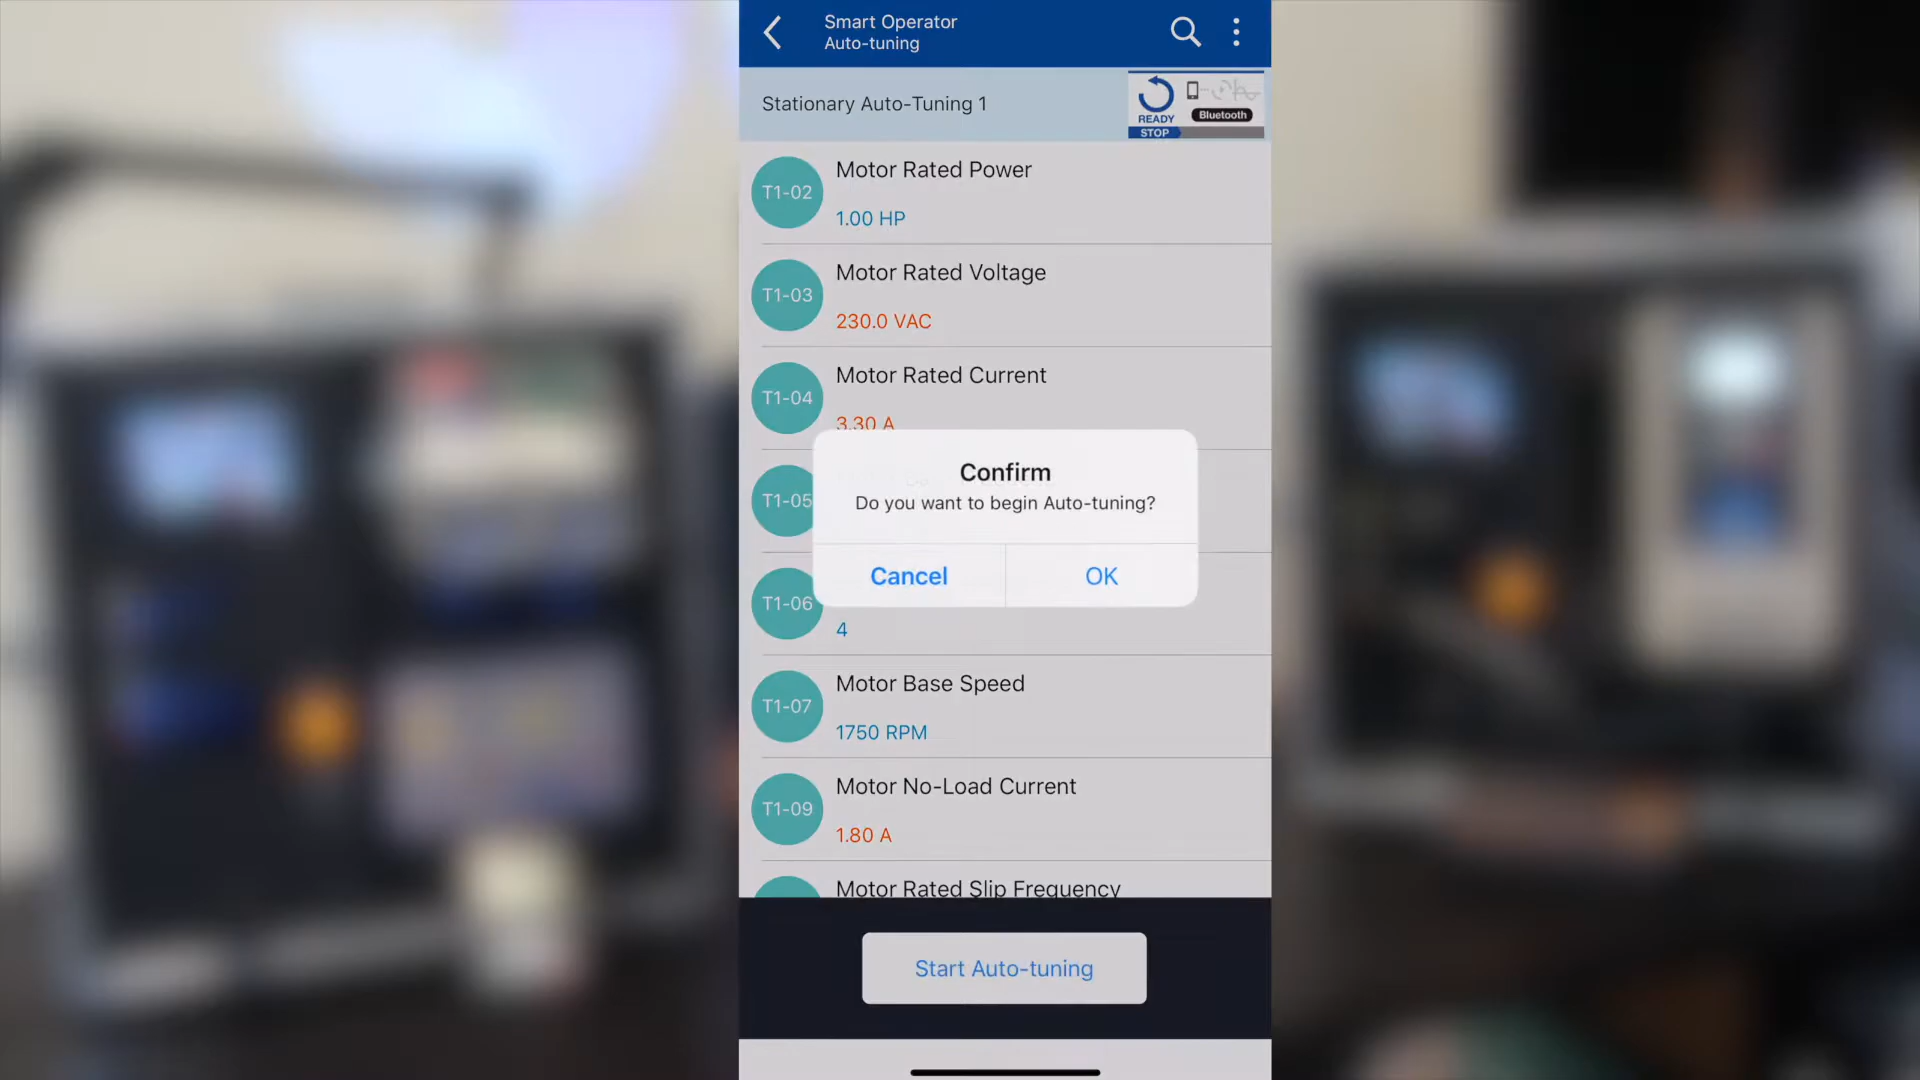 Smart Operator
Auto-tuning
Stationary Auto-Tuning 1
READY
Bluetooth
STOP
T1-02
Motor Rated Power
1.00 HP
T1-03
Motor Rated Voltage
230.0 VAC
T1-04
Motor Rated Current
3.30 A
Confirm
Do you want to begin Auto-tuning?
T1-05
Cancel
OK
T1-06
4
T1-07
Motor Base Speed
1750 RPM
T1-09
Motor No-Load Current
1.80 A
Motor Rated Slip Frequency
Start Auto-tuning